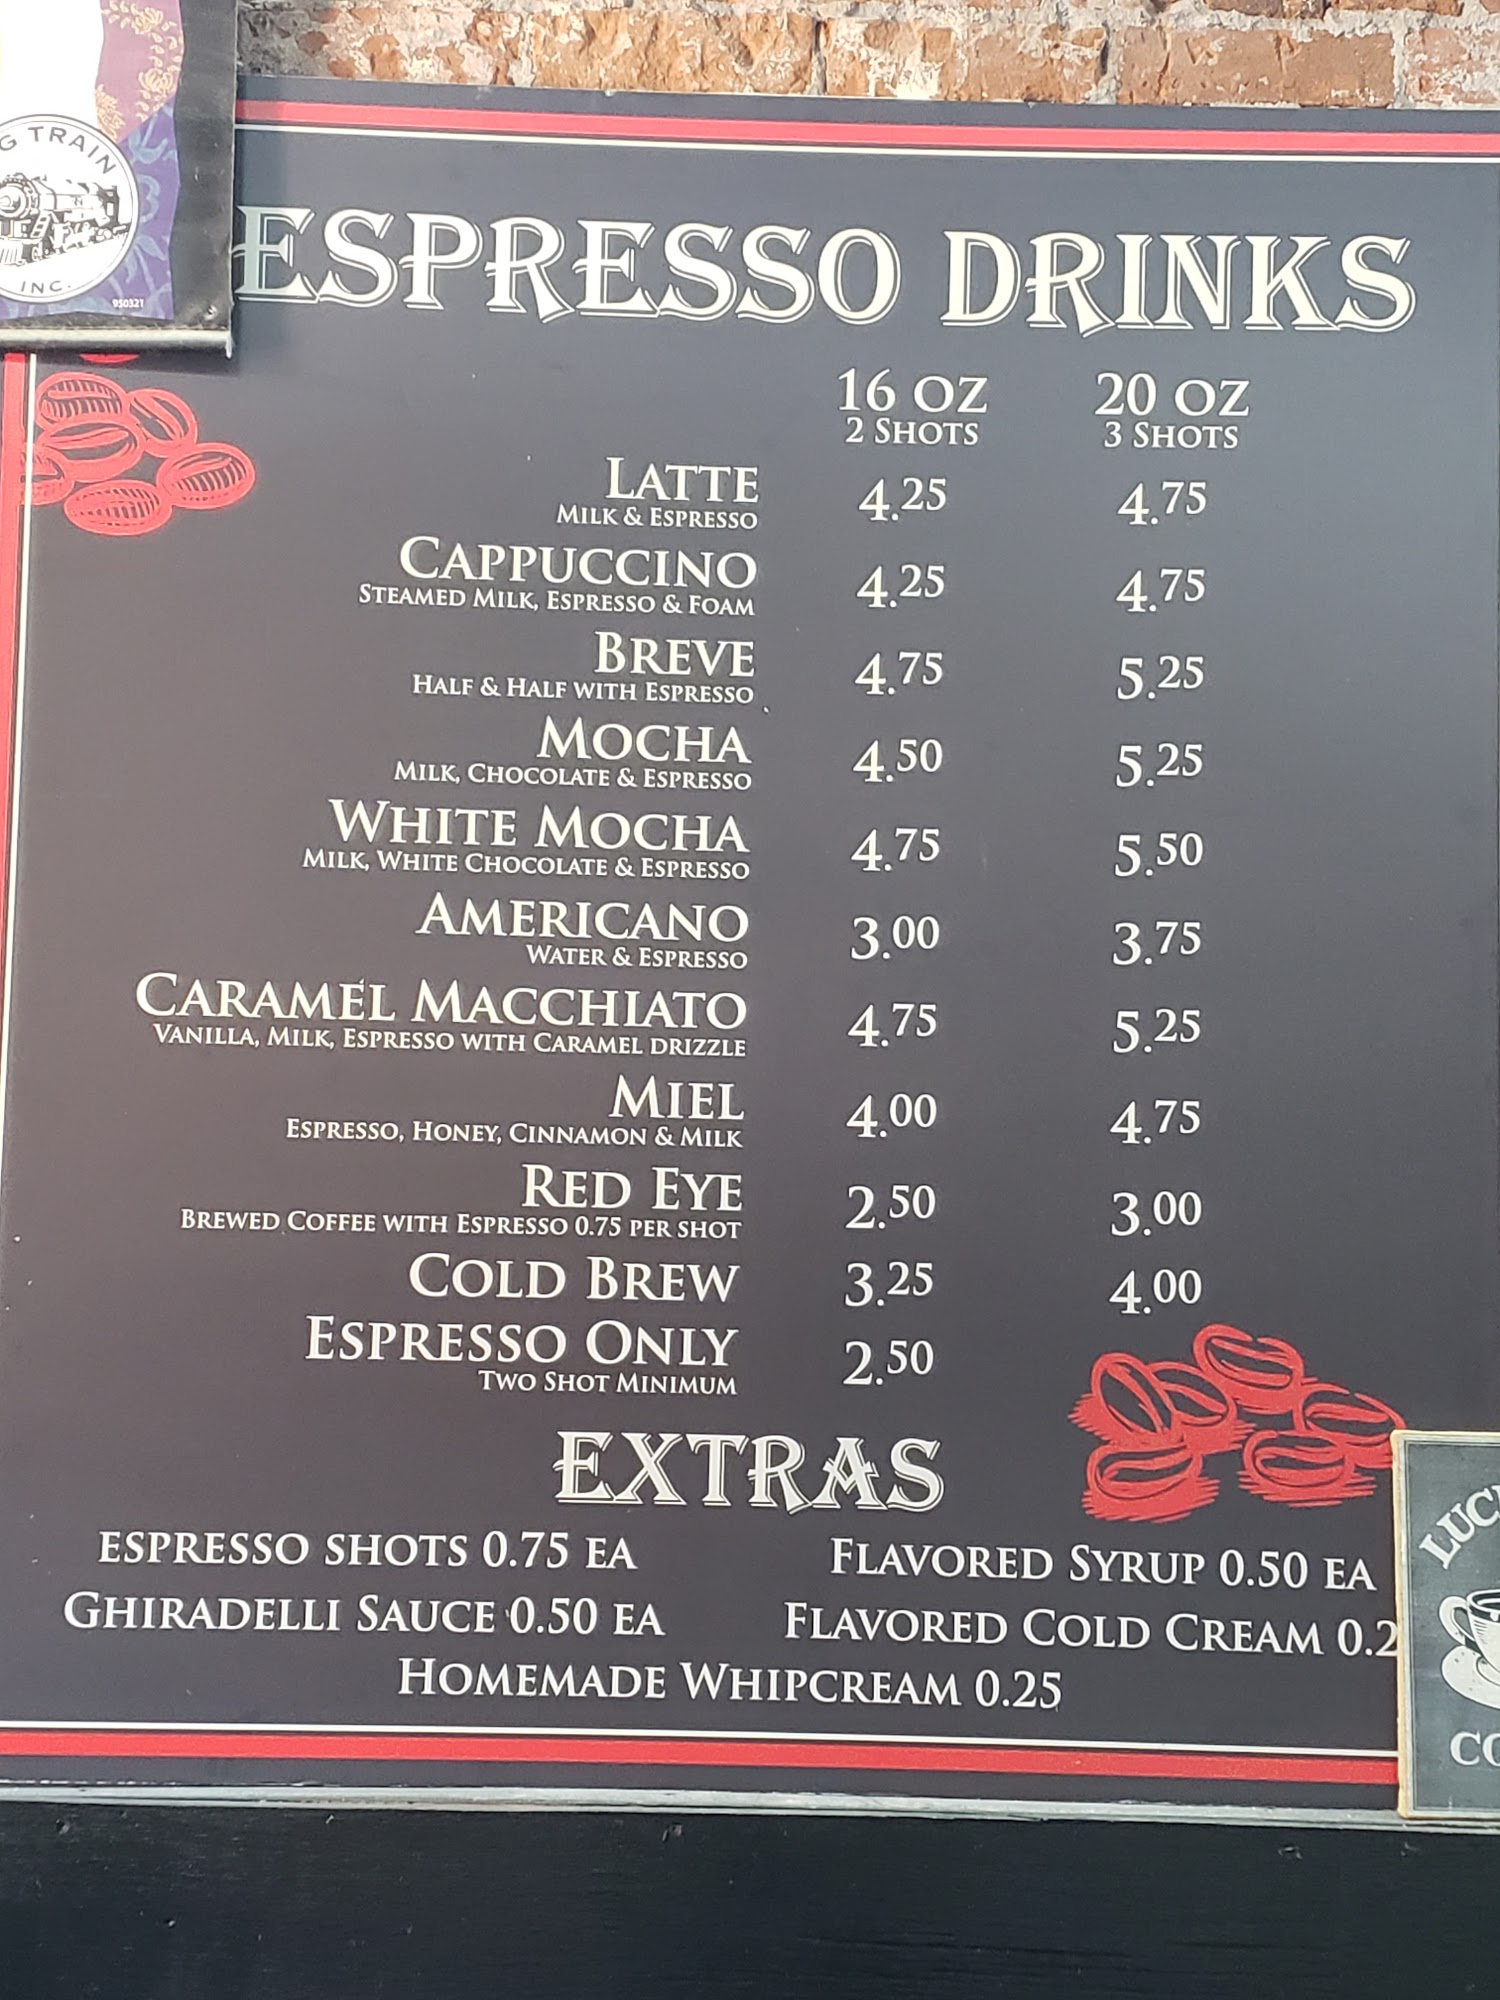 G TRAIN
INC.
950321
ESPRESSO DRINKS
16 OZ 20 OZ
2 SHOTS 3 SHOTS
LATTE 4.25 4.75
MILK & ESPRESSO
CAPPUCCINO 4.25 4.75
STEAMED MILK, ESPRESSO & FOAM
BREVE 4.75 5.25
HALF & HALF WITH ESPRESSO
MOCHA 4.50 5.25
MILK, CHOCOLATE & ESPRESSO
WHITE MOCHA 4.75 5.50
MILK, WHITE CHOCOLATE & ESPRESSO
AMERICANO 3.00 3.75
WATER & ESPRESSO
CARAMEL MACCHIATO 4.75 5.25
VANILLA, MILK, ESPRESSO WITH CARAMEL DRIZZLE
MIEL 4.00 4.75
ESPRESSO, HONEY, CINNAMON & MILK
RED EYE 2.50 3.00
BREWED COFFEE WITH ESPRESSO 0.75 PER SHOT
COLD BREW 3.25 4.00
ESPRESSO ONLY 2.50
TWO SHOT MINIMUM
EXTRAS
ESPRESSO SHOTS 0.75 EA FLAVORED SYRUP 0.50 EA
GHIRADELLI SAUCE 0.50 EA FLAVORED COLD CREAM 0.2
HOMEMADE WHIPCREAM 0.25
LUC
CO